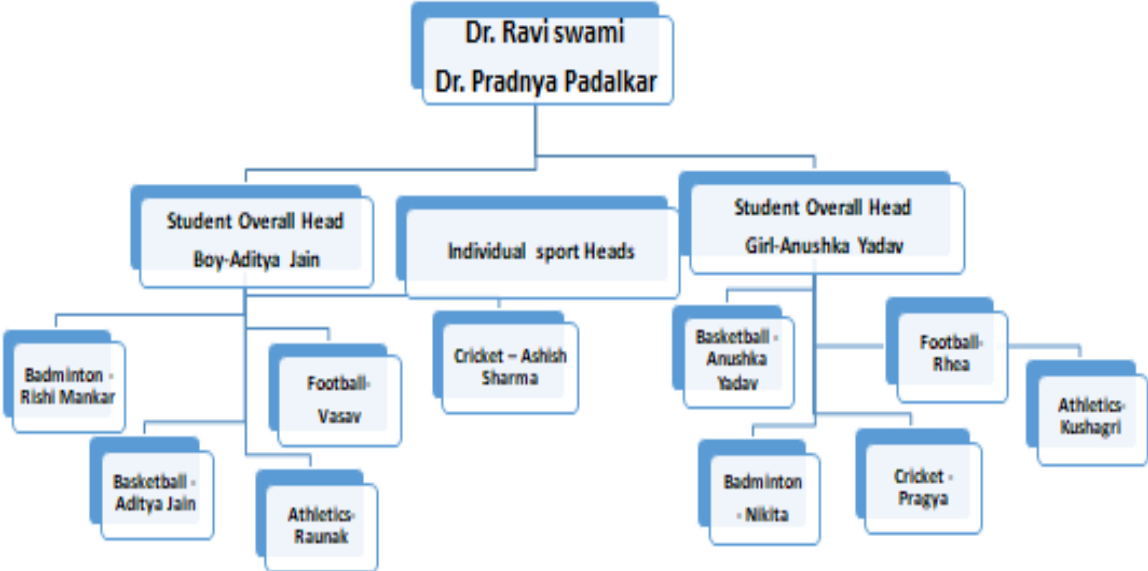 Dr. Ravi swami
Dr. Pradnya Padalkar
Student Overall Head
Boy-Aditya Jain
Individual sport Heads
Student Overall Head
Girl-Anushka Yadav
Badminton -
Rishi Mankar
Basketball -
Aditya Jain
Football-
Vasav
Athletics-
Raunak
Cricket – Ashish
Sharma
Basketball -
Anushka
Yadav
Badminton
- Nikita
Football-
Rhea
Cricket -
Pragya
Athletics-
Kushagri